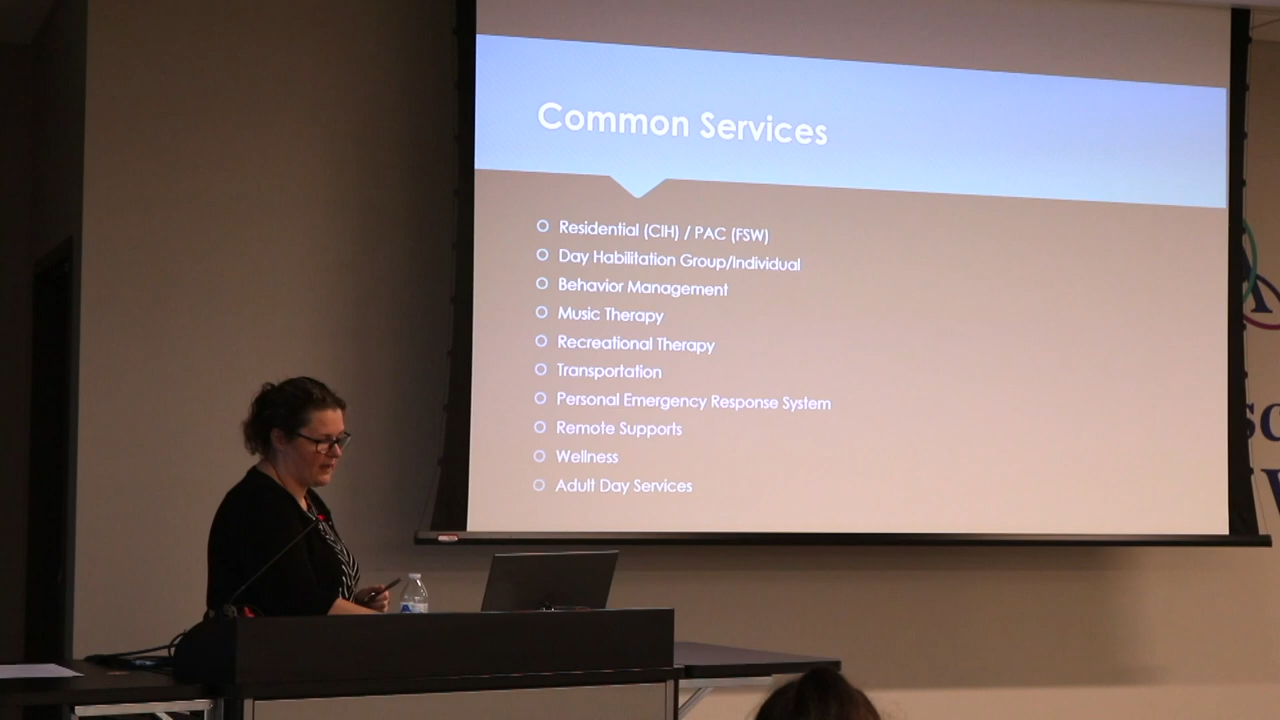 Common Services
Residential (CIH) / PAC (FSW)
Day Habilitation Group/Individual
Behavior Management
Music Therapy
Recreational Therapy
Transportation
Personal Emergency Response System
Remote Supports
Wellness
Adult Day Services